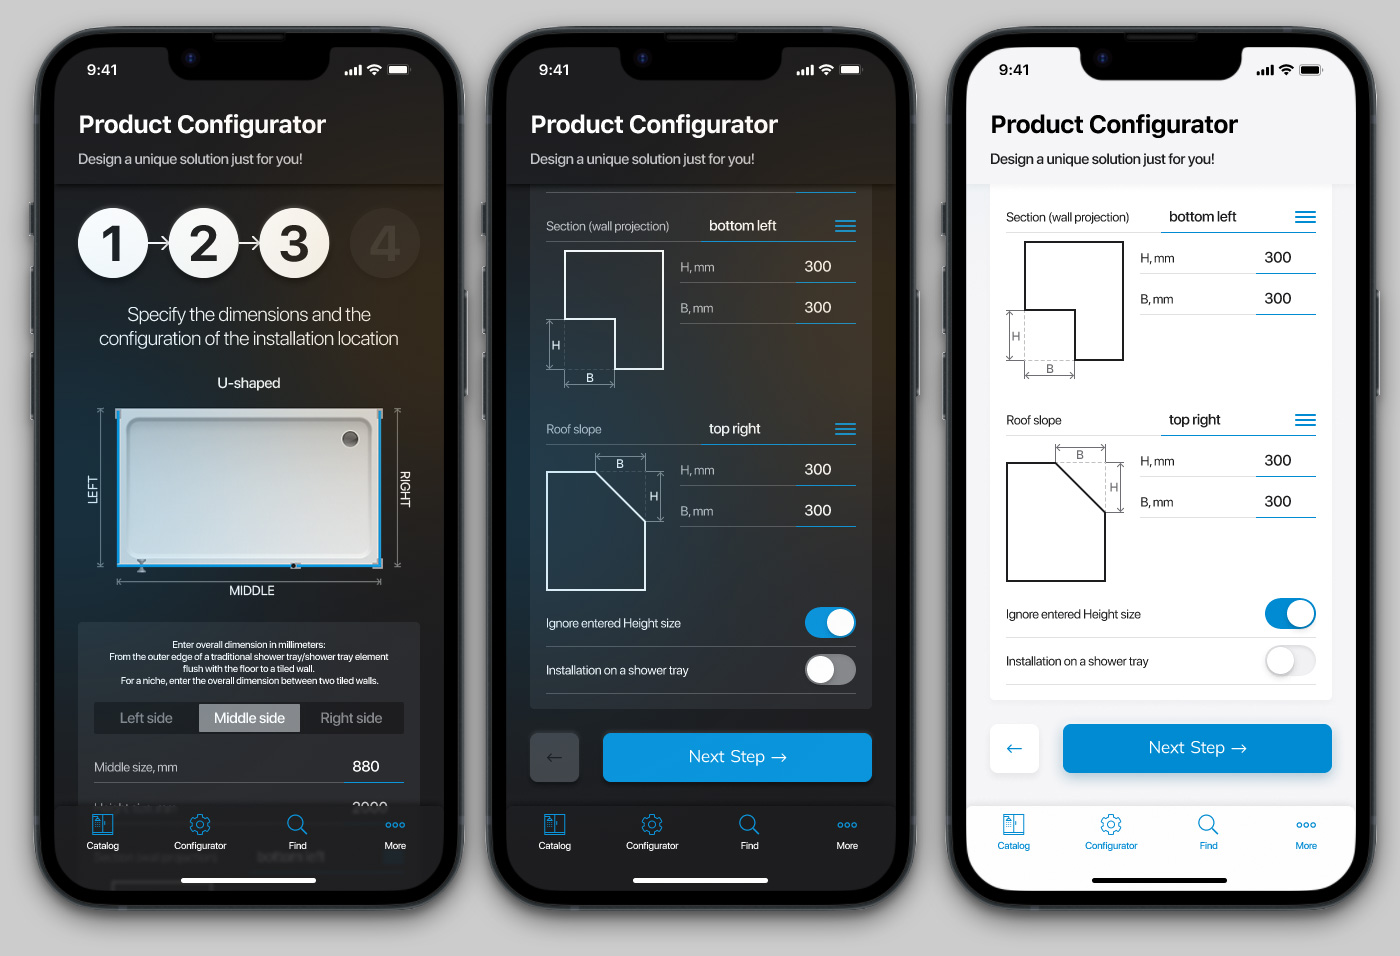 9:41
Product Configurator
Design a unique solution just for you!
1 2 3 4
Specify the dimensions and the
configuration of the installation location
U-shaped
LEFT
RIGHT
MIDDLE
Enter overall dimension in millimeters:
From the outer edge of a traditional shower tray/shower tray element
flush with the floor to a tiled wall.
For a niche, enter the overall dimension between two tiled walls.
Left side Middle side Right side
Middle size, mm 880
2000
bottom left
Catalog Configurator Find More
9:41
Product Configurator
Design a unique solution just for you!
Section (wall projection) bottom left
H, mm 300
B, mm 300
H
B
Roof slope top right
B
H, mm 300
H
B, mm 300
Ignore entered Height size
Installation on a shower tray
← Next Step →
Catalog Configurator Find More
9:41
Product Configurator
Design a unique solution just for you!
Section (wall projection) bottom left
H, mm 300
B, mm 300
H
B
Roof slope top right
B
H, mm 300
H
B, mm 300
Ignore entered Height size
Installation on a shower tray
← Next Step →
Catalog Configurator Find More